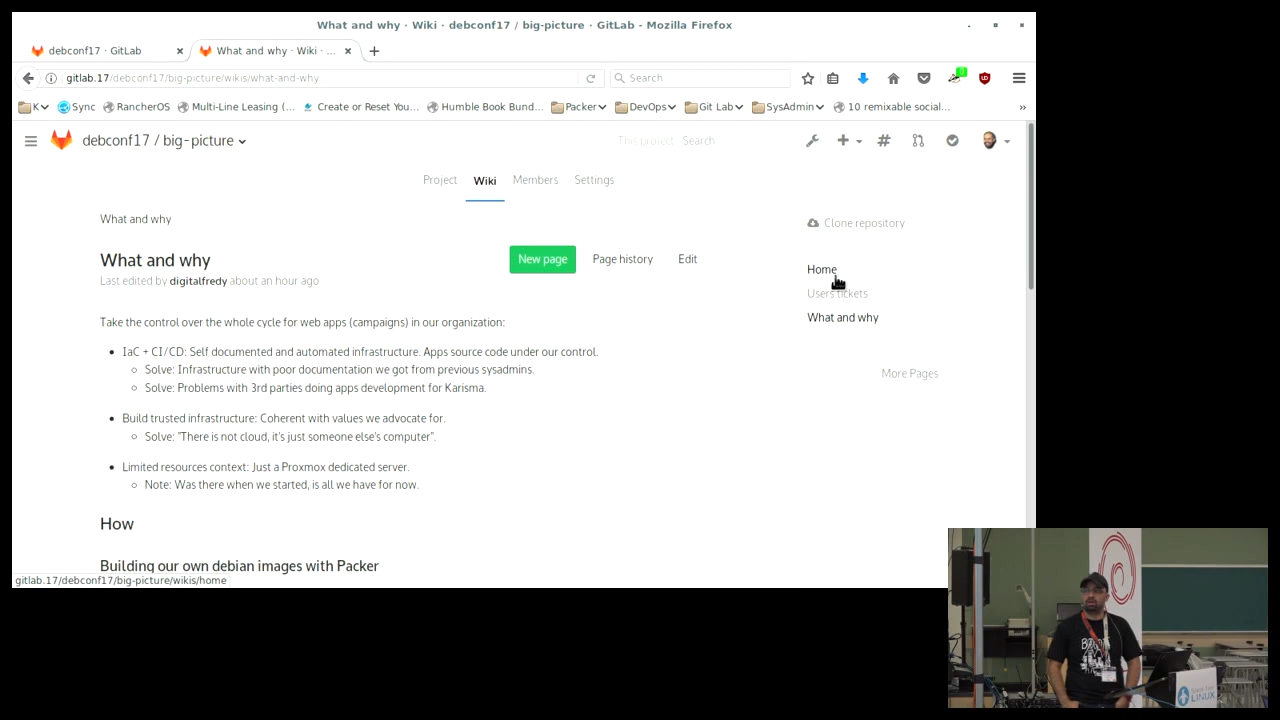 What and why · Wiki · debconf17 / big-picture · GitLab - Mozilla Firefox
debconf17 · GitLab
What and why · Wiki · ...
gitlab.17/debconf17/big-picture/wikis/what-and-why
Search
K
Sync
RancherOS
Multi-Line Leasing (...
Create or Reset You...
Humble Book Bund...
Packer
DevOps
Git Lab
SysAdmin
10 remixable social...
debconf17 / big-picture
This project Search
Project
Wiki
Members
Settings
What and why
Clone repository
What and why
New page
Page history
Edit
Last edited by digitalfredy about an hour ago
Home
Users tickets
What and why
More Pages
Take the control over the whole cycle for web apps (campaigns) in our organization:
IaC + CI/CD: Self documented and automated infrastructure. Apps source code under our control.
Solve: Infrastructure with poor documentation we got from previous sysadmins.
Solve: Problems with 3rd parties doing apps development for Karisma.
Build trusted infrastructure: Coherent with values we advocate for.
Solve: "There is not cloud, it's just someone else's computer".
Limited resources context: Just a Proxmox dedicated server.
Note: Was there when we started, is all we have for now.
How
Building our own debian images with Packer
gitlab.17/debconf17/big-picture/wikis/home
LINUX